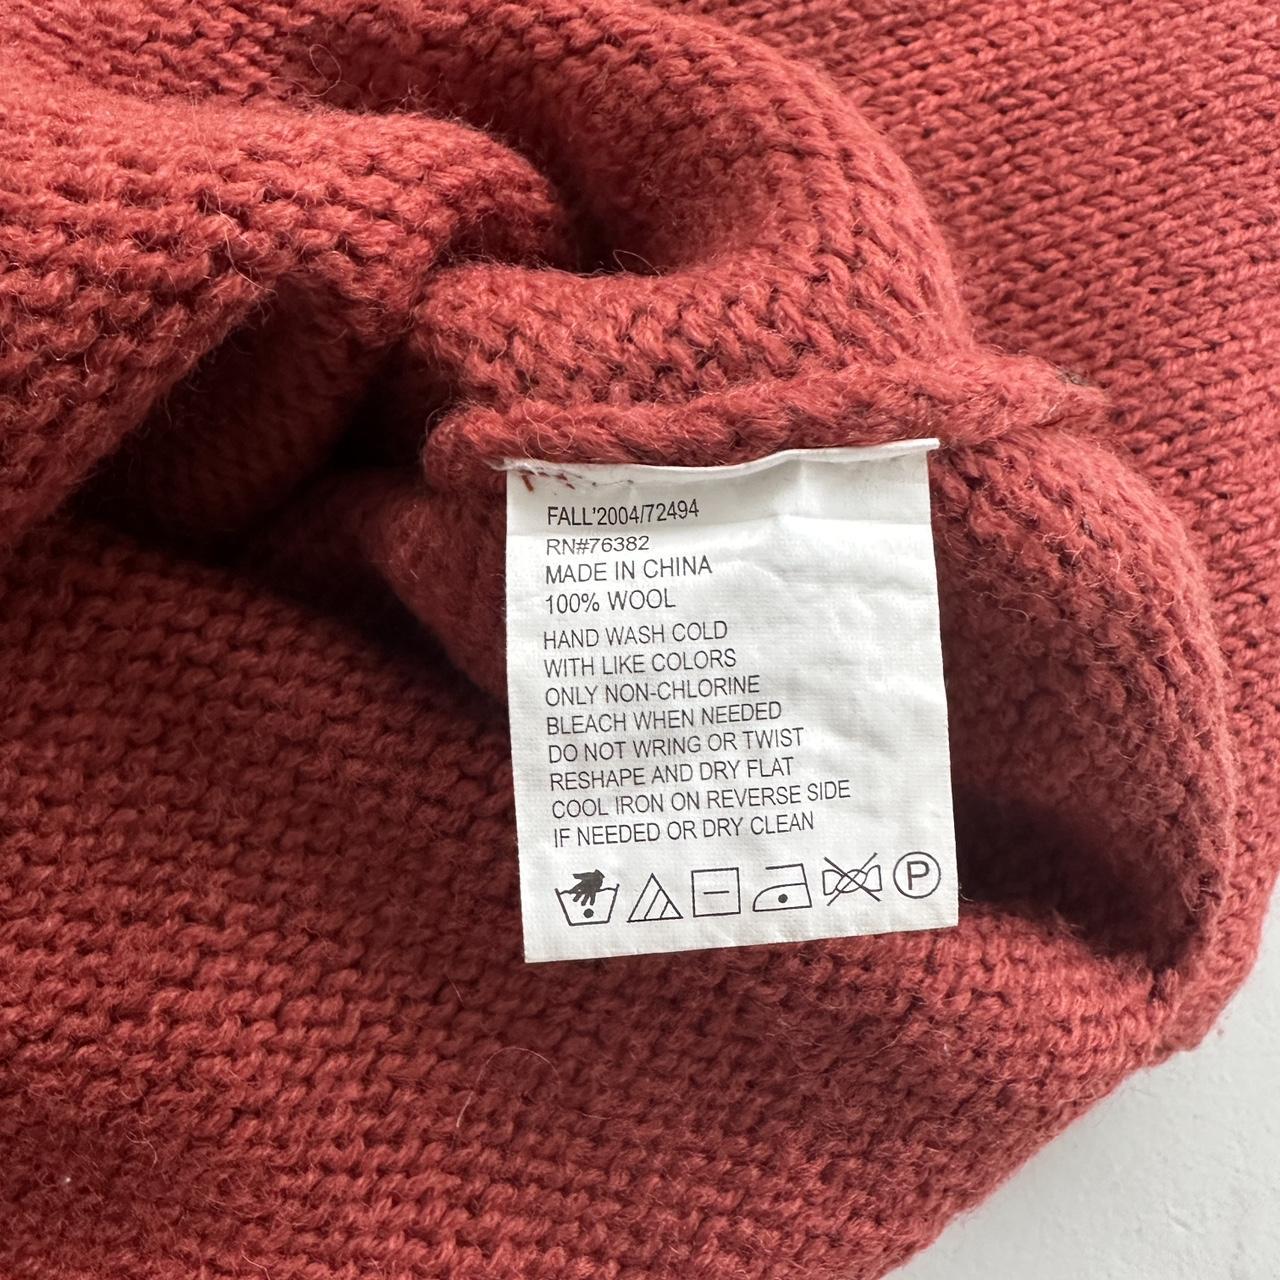 FALL'2004/72494
RN#76382
MADE IN CHINA
100% WOOL
HAND WASH COLD
WITH LIKE COLORS
ONLY NON-CHLORINE
BLEACH WHEN NEEDED
DO NOT WRING OR TWIST
RESHAPE AND DRY FLAT
COOL IRON ON REVERSE SIDE
IF NEEDED OR DRY CLEAN
P